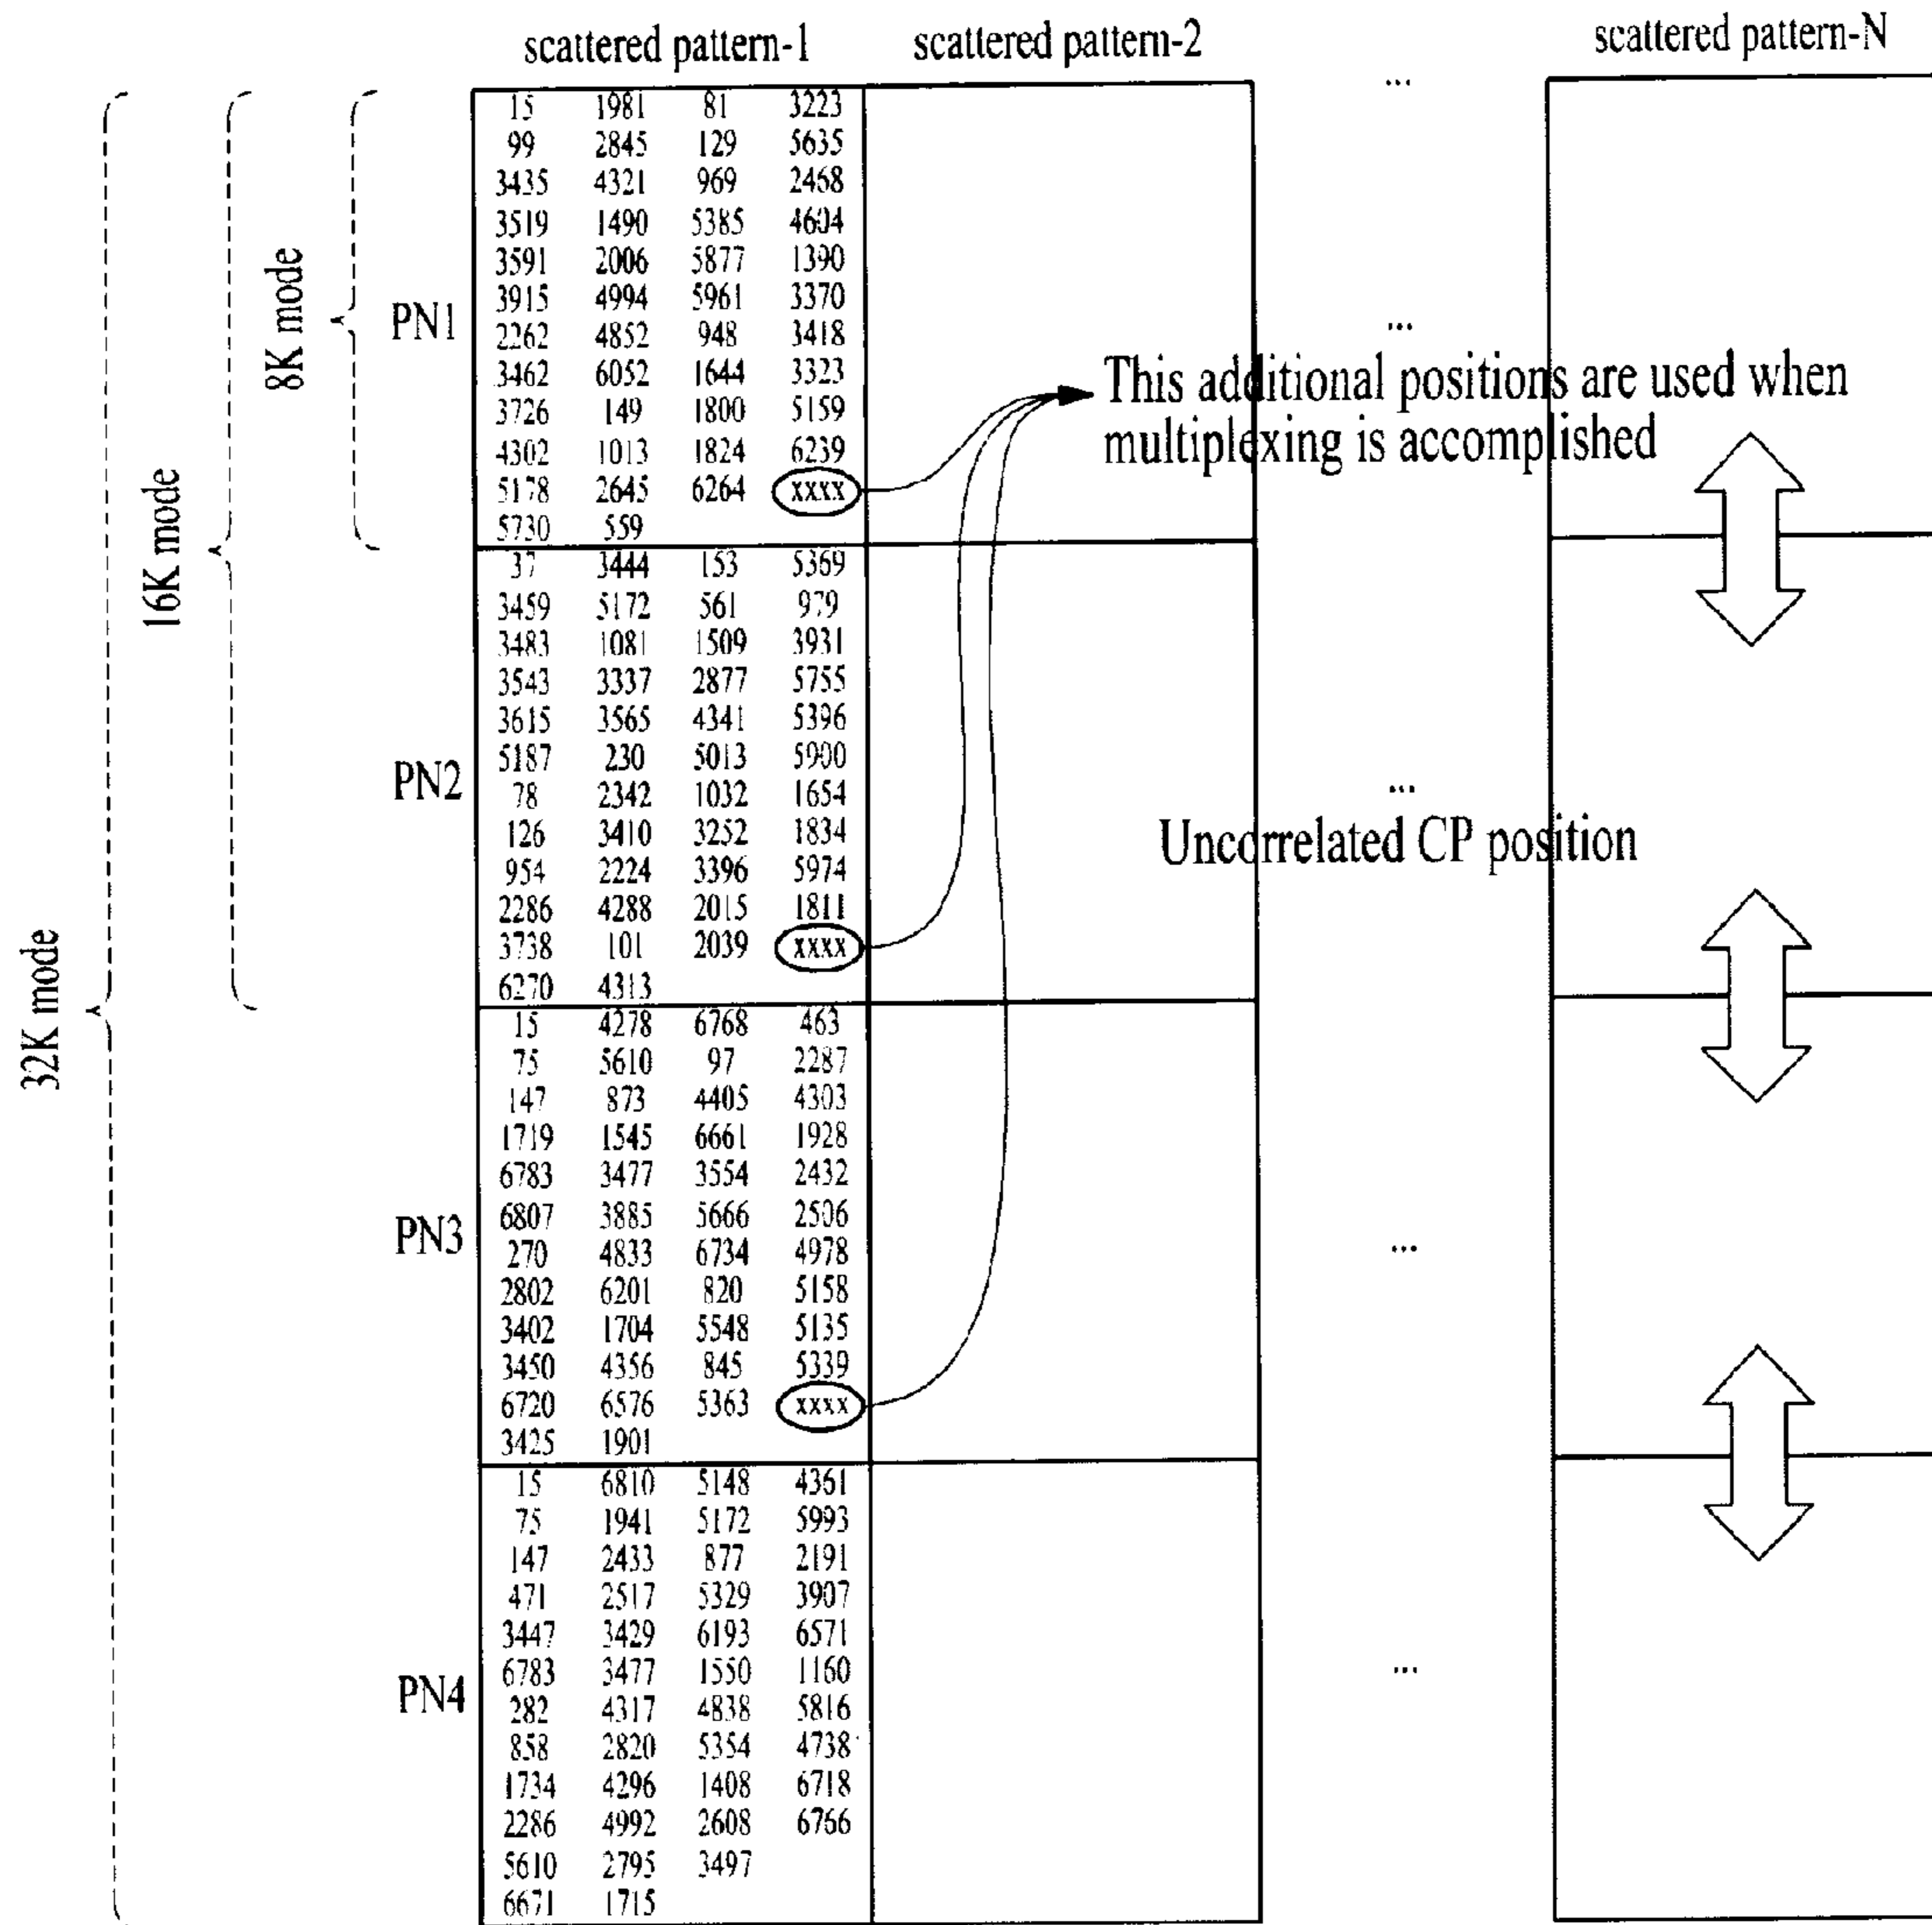 scattered pattern-1 scattered pattern-2 ... scattered pattern-N
32K mode
16K mode
8K mode
PN1
15 1981 81 3223
99 2845 129 5635
3435 4321 969 2468
3519 1490 5385 4604
3591 2006 5877 1390
3915 4994 5961 3370
2262 4852 948 3418
3462 6052 1644 3323
3726 149 1800 5159
4302 1013 1824 6239
5178 2645 6264 xxxx
5730 559
...
This additional positions are used when
multiplexing is accomplished
PN2
37 3444 153 5369
3459 5172 561 979
3483 1081 1509 3931
3543 3337 2877 5755
3615 3565 4341 5396
5187 230 5013 5900
78 2342 1032 1654
126 3410 3252 1834
954 2224 3396 5974
2286 4288 2015 1811
3738 101 2039 xxxx
6270 4313
...
Uncorrelated CP position
PN3
15 4278 6768 463
75 5610 97 2287
147 873 4405 4303
1719 1545 6661 1928
6783 3477 3554 2432
6807 3885 5666 2506
270 4833 6734 4978
2802 6201 820 5158
3402 1704 5548 5135
3450 4356 845 5339
6720 6576 5363 xxxx
3425 1901
...
PN4
15 6810 5148 4361
75 1941 5172 5993
147 2433 877 2191
471 2517 5329 3907
3447 3429 6193 6571
6783 3477 1550 1160
282 4317 4838 5816
858 2820 5354 4738
1734 4296 1408 6718
2286 4992 2608 6766
5610 2795 3497
6671 1715
...